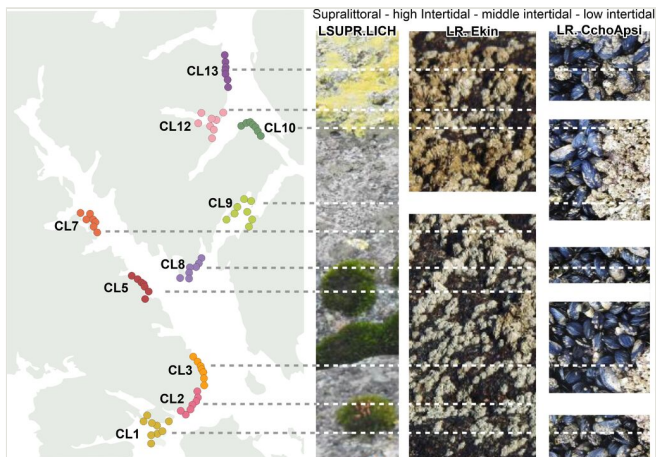 Supralittoral - high Intertidal - middle intertidal - low intertidal
LSUPR.LICH
LR. Ekin
LR. CchoApsi
CL13
CL12
CL10
CL9
CL7
CL8
CL5
CL3
CL2
CL1